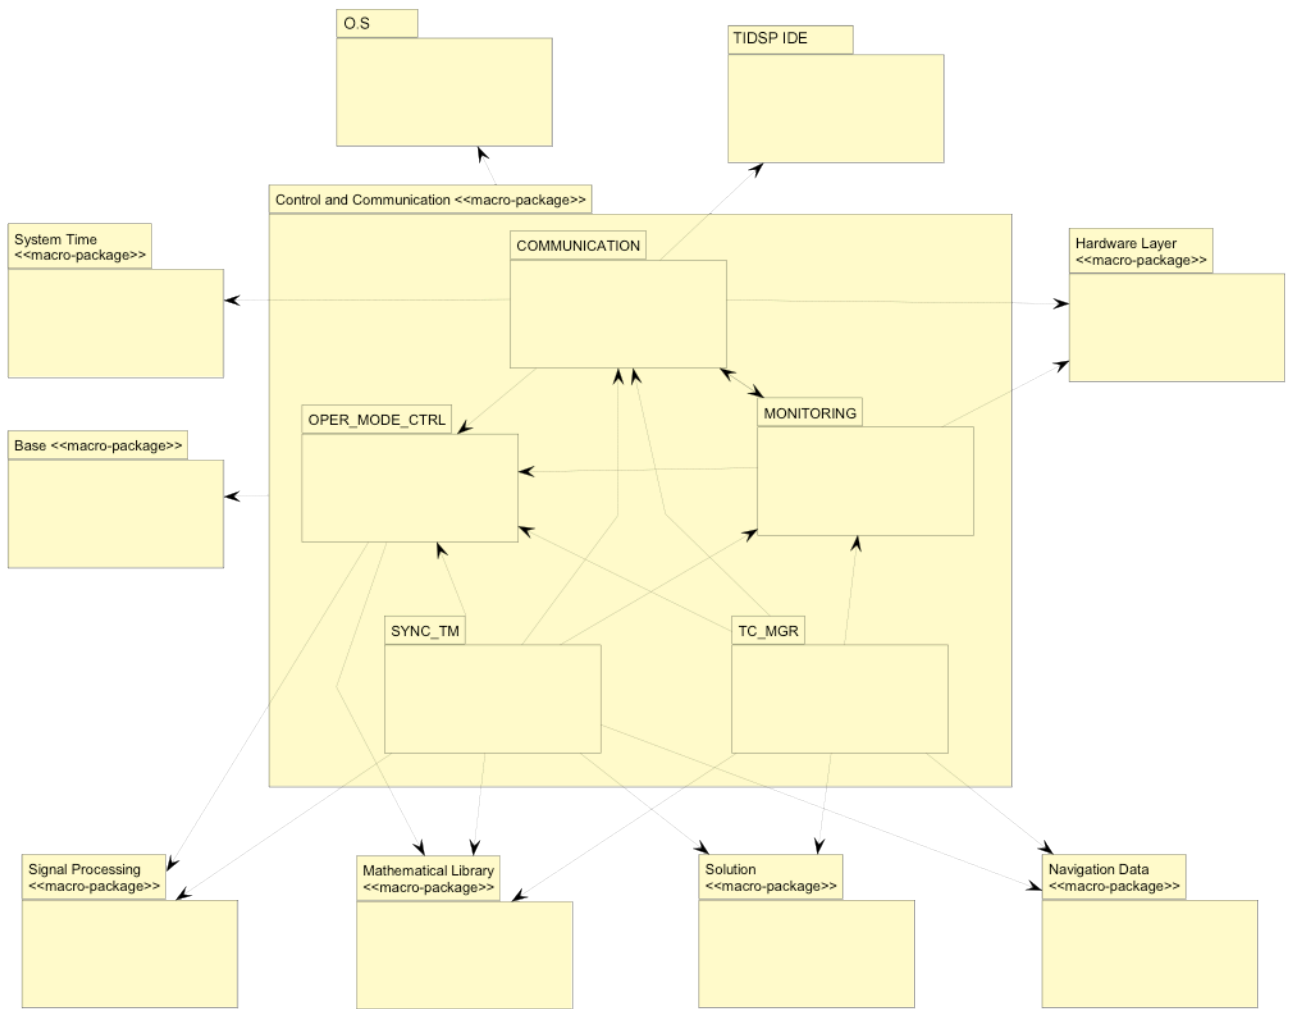 O.S
TIDSP IDE
Control and Communication <<macro-package>>
System Time
<<macro-package>>
COMMUNICATION
Hardware Layer
<<macro-package>>
OPER_MODE_CTRL
MONITORING
Base <<macro-package>>
SYNC_TM
TC_MGR
Signal Processing
<<macro-package>>
Mathematical Library
<<macro-package>>
Solution
<<macro-package>>
Navigation Data
<<macro-package>>